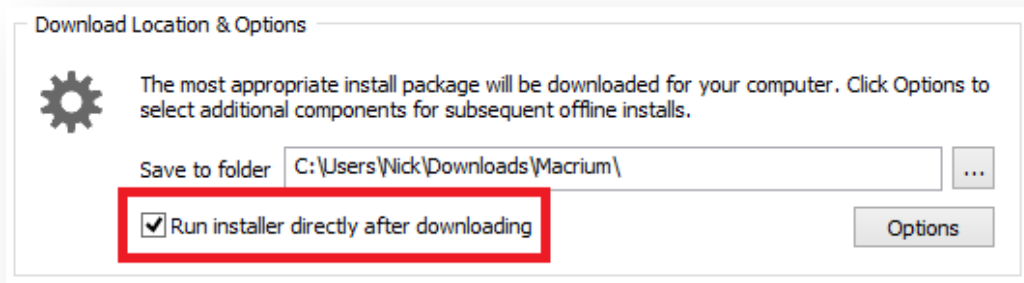 Download Location & Options
The most appropriate install package will be downloaded for your computer. Click Options to
select additional components for subsequent offline installs.
Save to folder C:\Users\Nick\Downloads\Macrium\ ...
Run installer directly after downloading Options